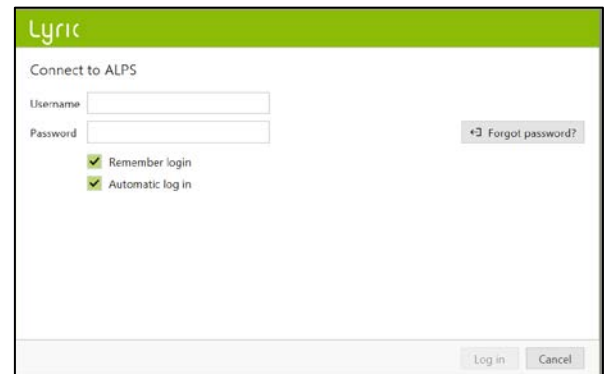 Lyric
Connect to ALPS
Username
Password
Forgot password?
Remember login
Automatic log in
Log in Cancel